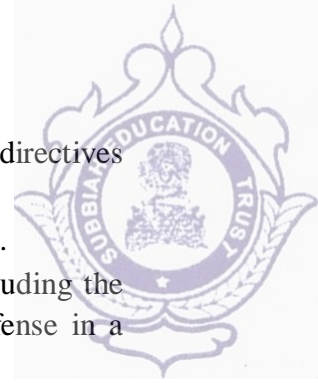 directives
SUBBIAH EDUCATION TRUST
.
uding the
fense in a